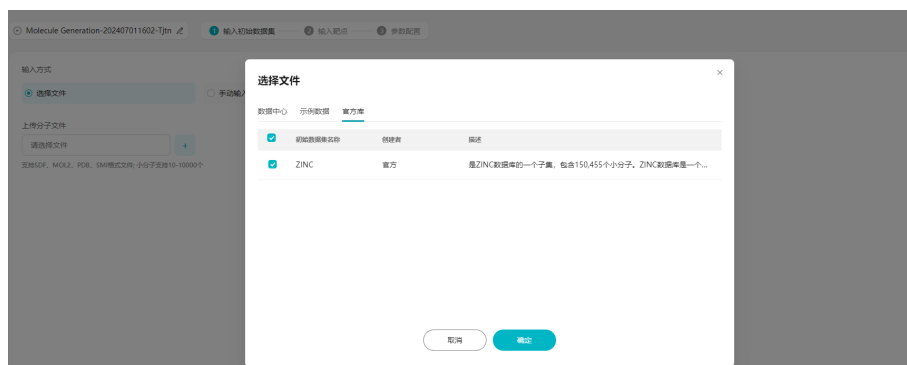 Molecule Generation-202407011602-Tjtn
1 输入初始数据集 2 输入靶点 3 参数配置
输入方式
选择文件 手动输入
上传分子文件
请选择文件 +
支持SDF、MOL2、PDB、SMI格式文件; 小分子支持10-10000个
选择文件 ×
数据中心 示例数据 官方库
初始数据集名称 创建者 描述
ZINC 官方 是ZINC数据库的一个子集，包含150,455个小分子。ZINC数据库是一个...
取消 确定